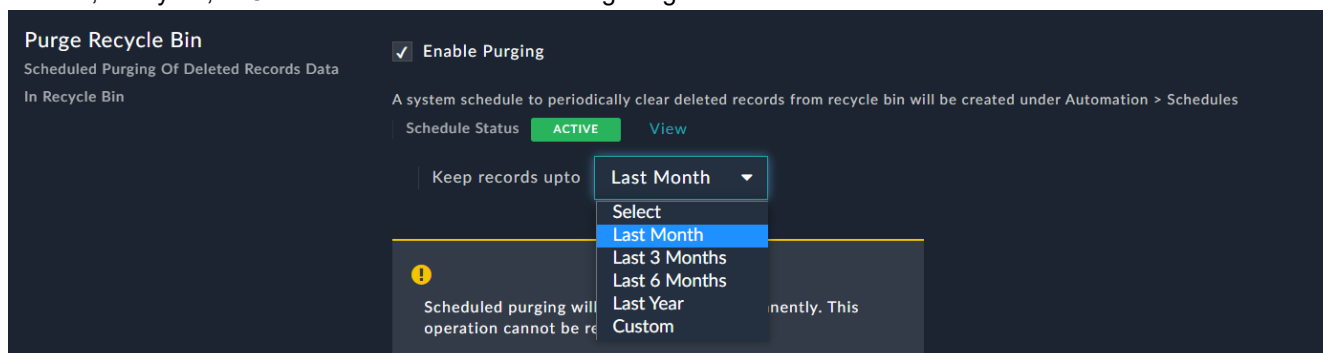 Purge Recycle Bin
Scheduled Purging Of Deleted Records Data
In Recycle Bin
Enable Purging
A system schedule to periodically clear deleted records from recycle bin will be created under Automation > Schedules
Schedule Status ACTIVE View
Keep records upto Last Month
Select
Last Month
Last 3 Months
Last 6 Months
Last Year
Custom
Scheduled purging will nently. This
operation cannot be re